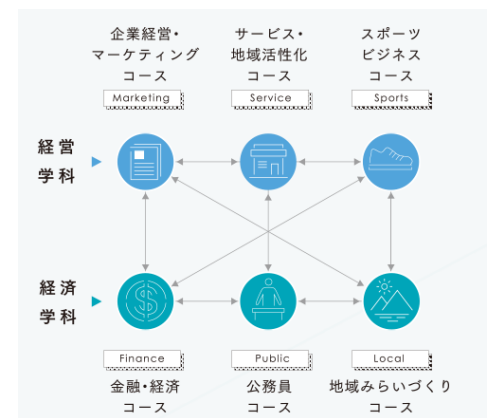 企業経営・
マーケティング
コース
Marketing
サービス・
地域活性化
コース
Service
スポーツ
ビジネス
コース
Sports
経営
学科
経済
学科
Finance
金融・経済
コース
Public
公務員
コース
Local
地域みらいづくり
コース